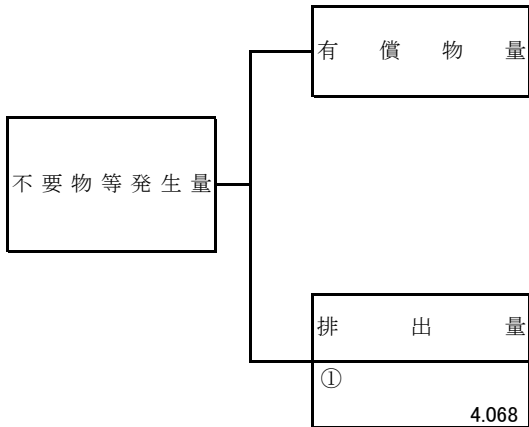 有償物量
不要物等発生量
排出量
①
4.068